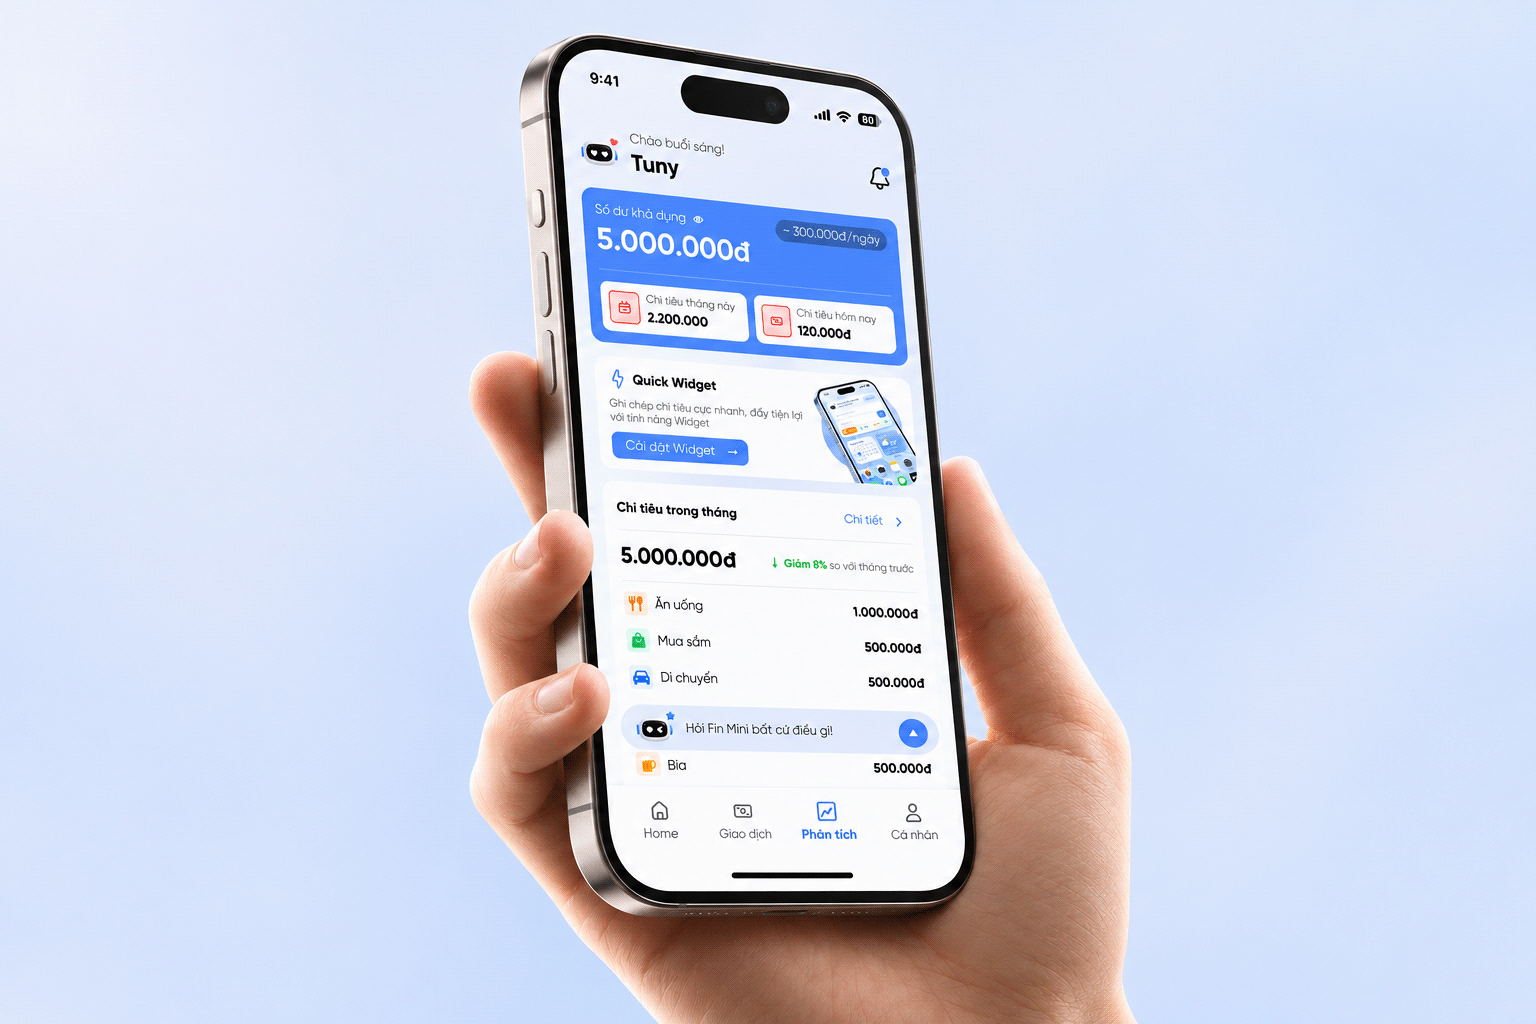 9:41
80
Chào buổi sáng!
Tuny
Số dư khả dụng
~ 300.000đ/ngày
5.000.000đ
Chi tiêu tháng này
2.200.000
Chi tiêu hôm nay
120.000đ
Quick Widget
Ghi chép chi tiêu cực nhanh, đầy tiện lợi
với tính năng Widget
Cài đặt Widget →
Chi tiêu trong tháng
Chi tiết >
5.000.000đ
↓ Giảm 8% so với tháng trước
Ăn uống 1.000.000đ
Mua sắm 500.000đ
Di chuyển 500.000đ
Hỏi Fin Mini bất cứ điều gì!
Bia 500.000đ
Home
Giao dịch
Phân tích
Cá nhân